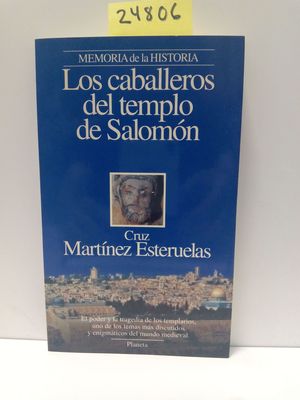 24806
MEMORIA de la HISTORIA
Los caballeros
del templo
de Salomón
Cruz
Martínez Esteruelas
El poder y la tragedia de los templarios,
uno de los temas más discutidos
y enigmáticos del mundo medieval
Planeta